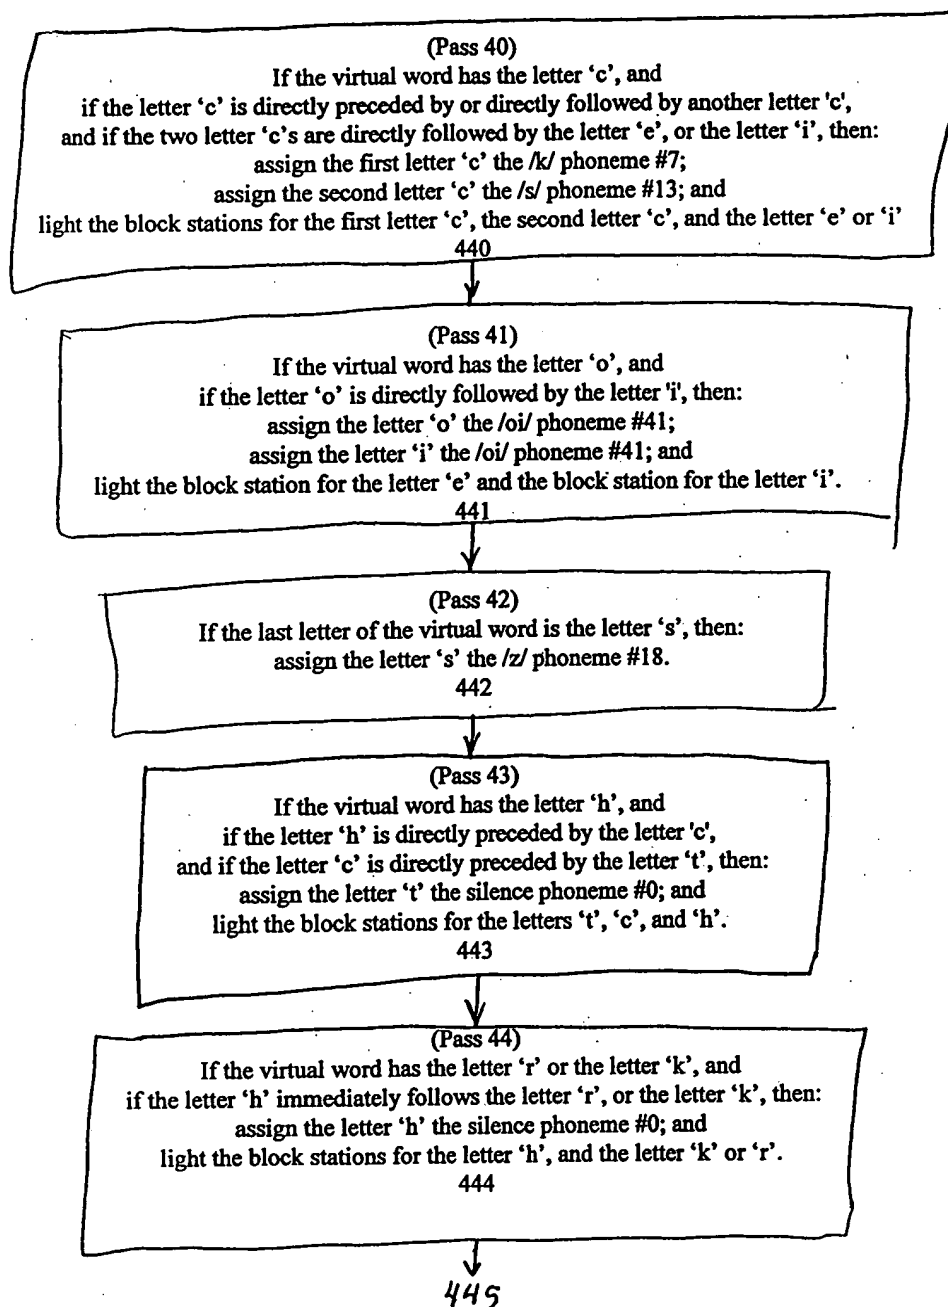 (Pass 40)
If the virtual word has the letter ‘c’, and
if the letter ‘c’ is directly preceded by or directly followed by another letter 'c',
and if the two letter ‘c’s are directly followed by the letter ‘e’, or the letter ‘i’, then:
assign the first letter ‘c’ the /k/ phoneme #7;
assign the second letter ‘c’ the /s/ phoneme #13; and
light the block stations for the first letter ‘c’, the second letter ‘c’, and the letter ‘e’ or ‘i’
440
(Pass 41)
If the virtual word has the letter ‘o’, and
if the letter ‘o’ is directly followed by the letter 'i', then:
assign the letter ‘o’ the /oi/ phoneme #41;
assign the letter ‘i’ the /oi/ phoneme #41; and
light the block station for the letter ‘e’ and the block station for the letter ‘i’.
441
(Pass 42)
If the last letter of the virtual word is the letter ‘s’, then:
assign the letter ‘s’ the /z/ phoneme #18.
442
(Pass 43)
If the virtual word has the letter ‘h’, and
if the letter ‘h’ is directly preceded by the letter 'c',
and if the letter ‘c’ is directly preceded by the letter ‘t’, then:
assign the letter ‘t’ the silence phoneme #0; and
light the block stations for the letters ‘t’, ‘c’, and ‘h’.
443
(Pass 44)
If the virtual word has the letter ‘r’ or the letter ‘k’, and
if the letter ‘h’ immediately follows the letter ‘r’, or the letter ‘k’, then:
assign the letter ‘h’ the silence phoneme #0; and
light the block stations for the letter ‘h’, and the letter ‘k’ or ‘r’.
444
445